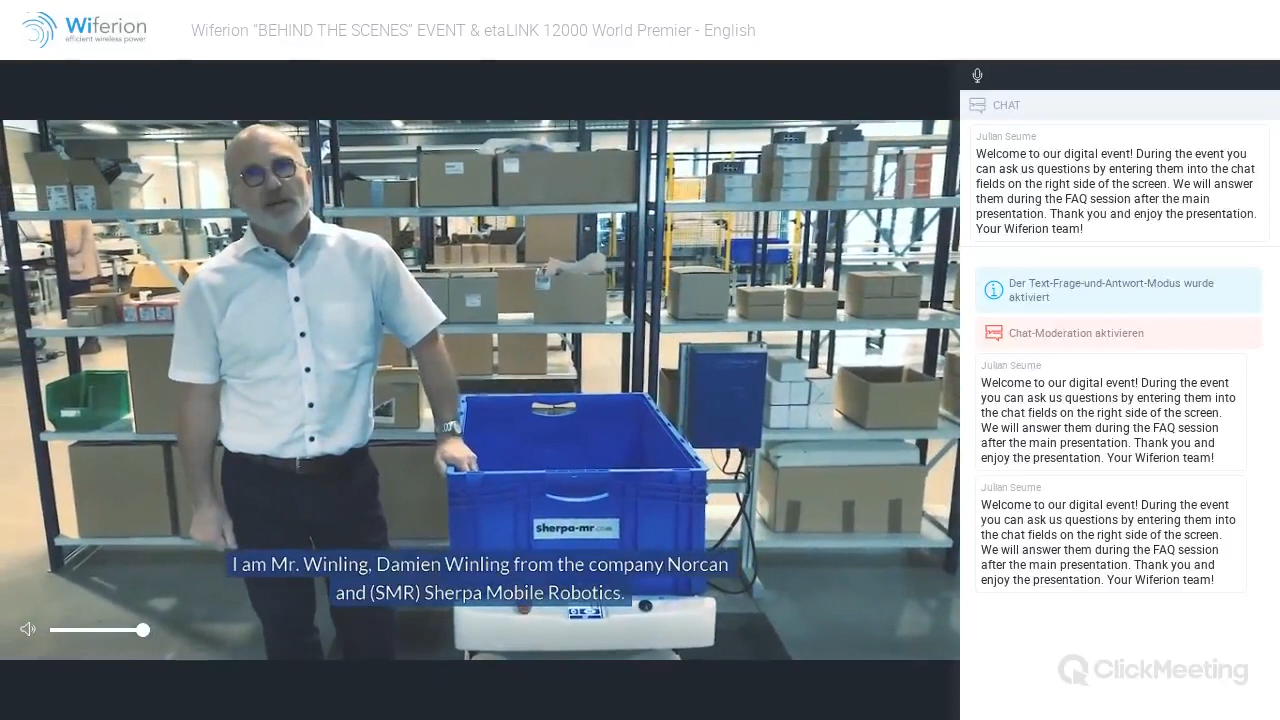 Wiferion
efficient wireless power
Wiferion “BEHIND THE SCENES” EVENT & etaLINK 12000 World Premier - English
CHAT
Julian Seume
Welcome to our digital event! During the event you
can ask us questions by entering them into the chat
fields on the right side of the screen. We will answer
them during the FAQ session after the main
presentation. Thank you and enjoy the presentation.
Your Wiferion team!
Der Text-Frage-und-Antwort-Modus wurde
aktiviert
Chat-Moderation aktivieren
Julian Seume
Welcome to our digital event! During the event
you can ask us questions by entering them into
the chat fields on the right side of the screen.
We will answer them during the FAQ session
after the main presentation. Thank you and
enjoy the presentation. Your Wiferion team!
Julian Seume
Welcome to our digital event! During the event
you can ask us questions by entering them into
the chat fields on the right side of the screen.
We will answer them during the FAQ session
after the main presentation. Thank you and
enjoy the presentation. Your Wiferion team!
sherpa-mr.com
I am Mr. Winling, Damien Winling from the company Norcan
and (SMR) Sherpa Mobile Robotics.
ClickMeeting